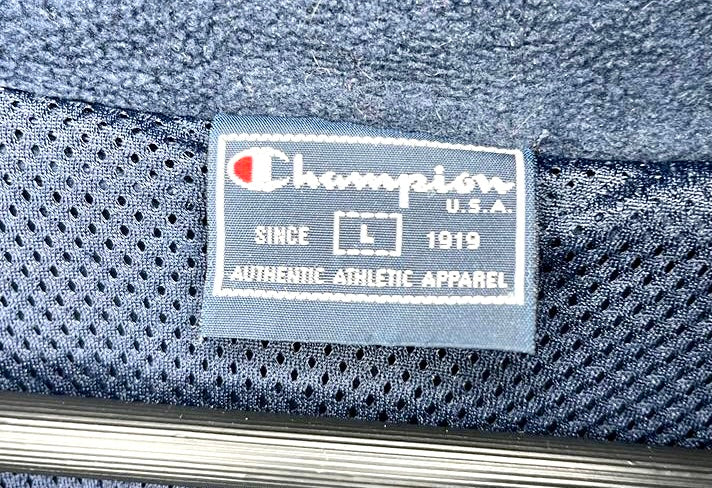 Champion
U.S.A.
SINCE L 1919
AUTHENTIC ATHLETIC APPAREL